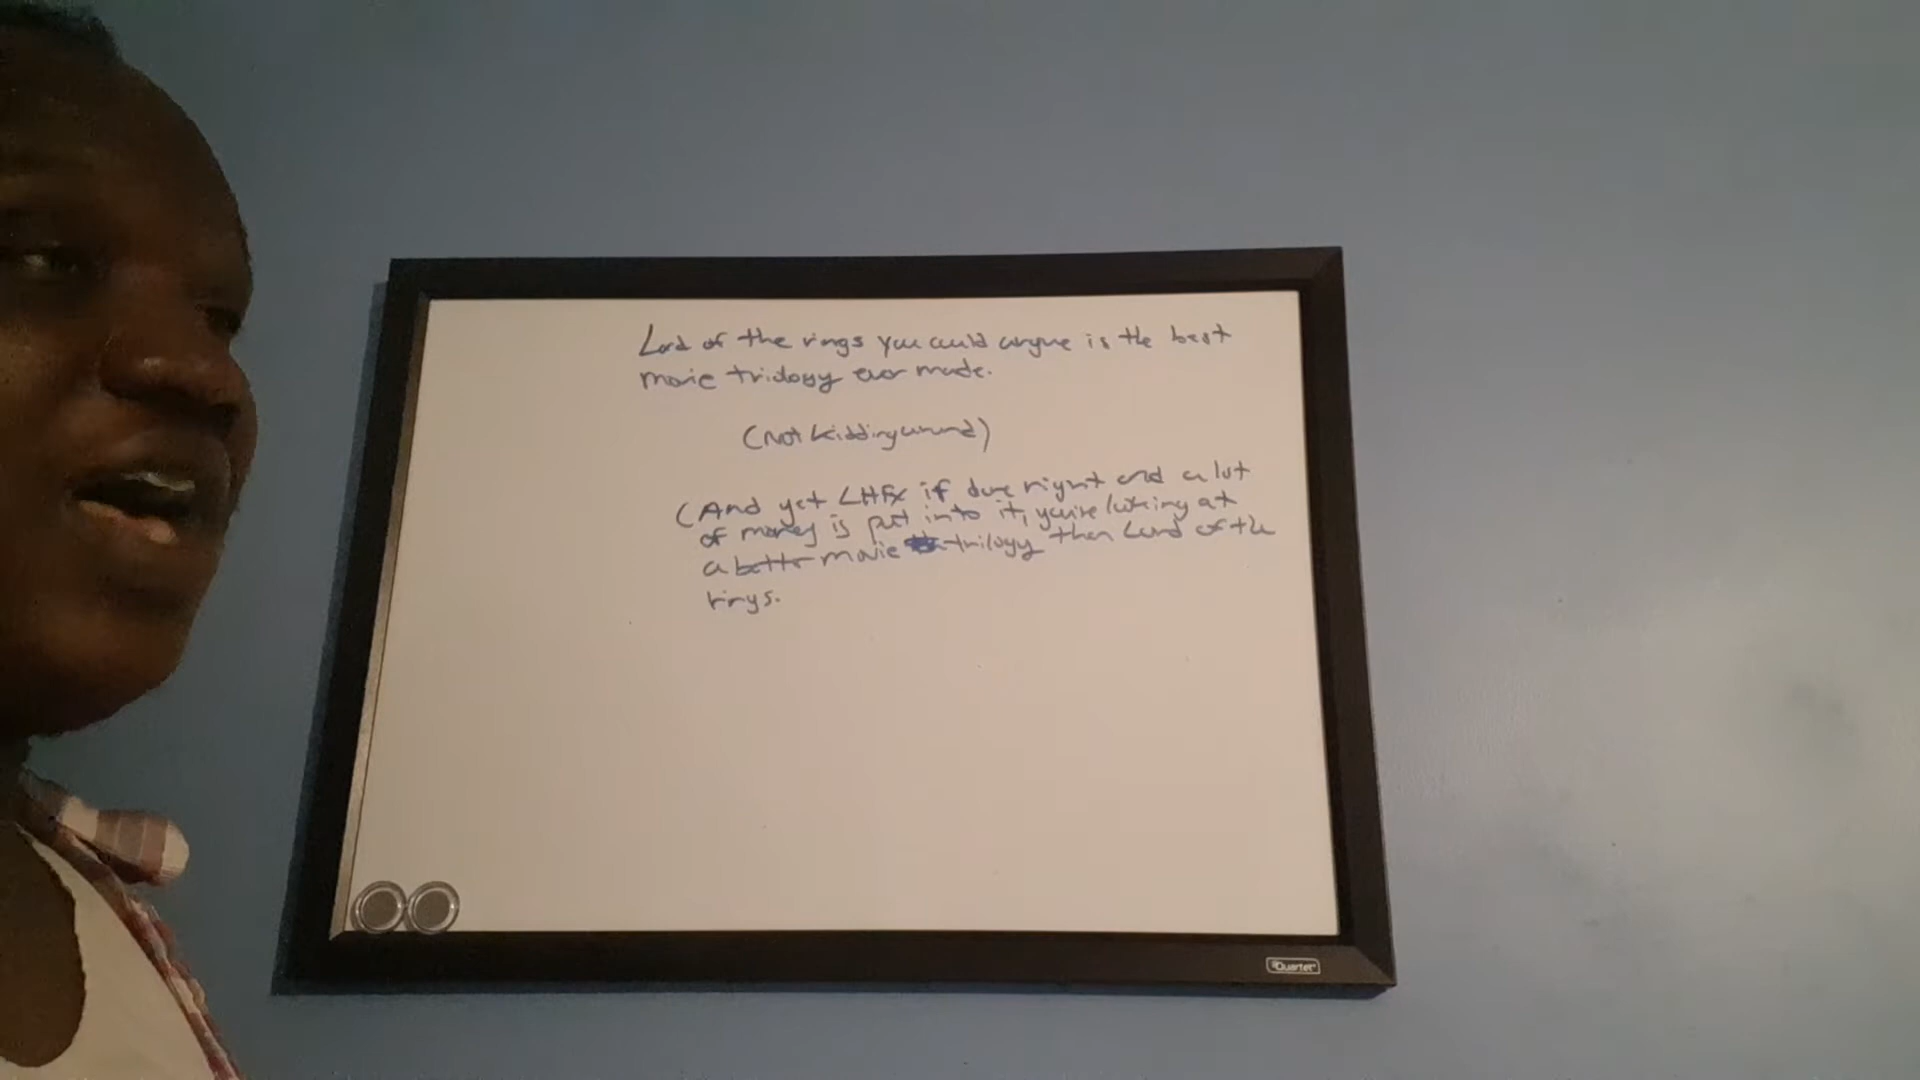 Lord of the rings you could argue is the best
movie trilogy ever made.
(Not kidding around)
(And yet LHFX if done right and a lot
of money is put into it, you're looking at
a better movie trilogy then Lord of the
rings.
Quartet